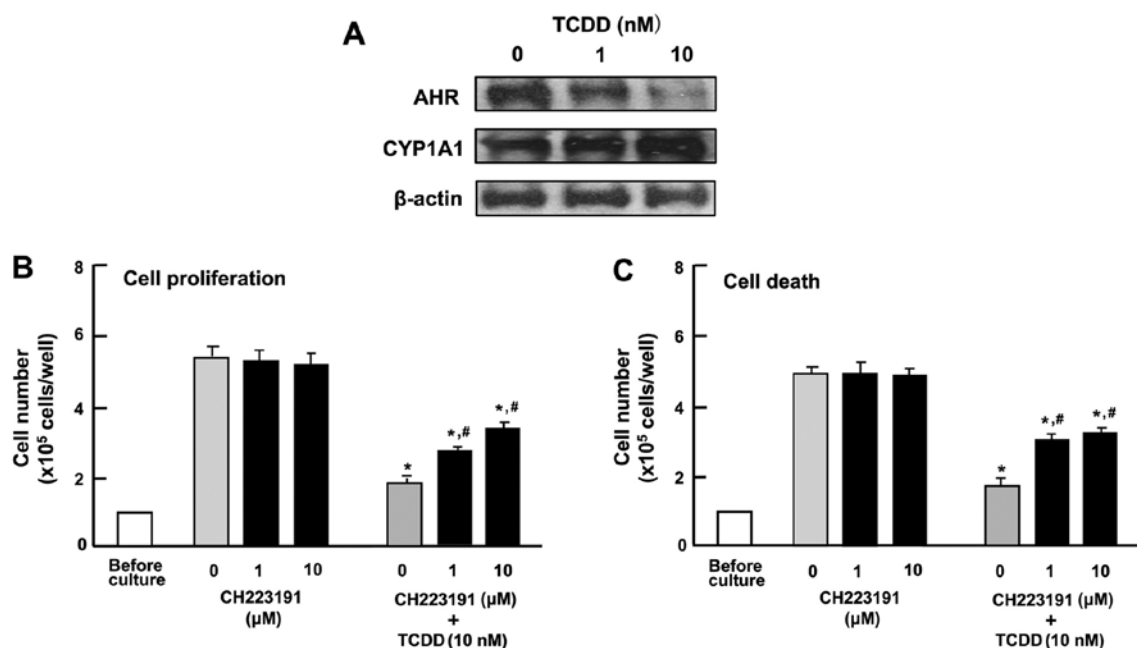 A
TCDD (nM)
0 1 10
AHR
CYP1A1
β-actin
B
Cell proliferation
Cell number
(x10⁵ cells/well)
8
6
4
2
0
*
*,#
*,#
Before
culture
0 1 10
CH223191
(μM)
0 1 10
CH223191 (μM)
+
TCDD (10 nM)
C
Cell death
Cell number
(x10⁵ cells/well)
8
6
4
2
0
*
*,#
*,#
Before
culture
0 1 10
CH223191
(μM)
0 1 10
CH223191 (μM)
+
TCDD (10 nM)